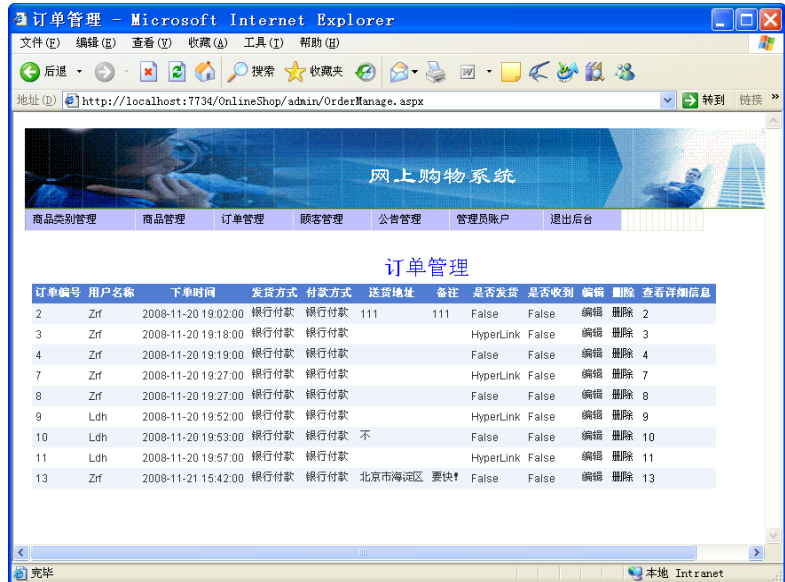 订单管理 - Microsoft Internet Explorer
文件(F) 编辑(E) 查看(V) 收藏(A) 工具(T) 帮助(H)
后退 搜索 收藏夹
地址(D) http://localhost:7734/OnlineShop/admin/OrderManage.aspx 转到 链接 »
网上购物系统
商品类别管理 商品管理 订单管理 顾客管理 公告管理 管理员账户 退出后台
订单管理
订单编号 用户名称 下单时间 发货方式 付款方式 送货地址 备注 是否发货 是否收到 编辑 删除 查看详细信息
2 Zrf 2008-11-20 19:02:00 银行付款 银行付款 111 111 False False 编辑 删除 2
3 Zrf 2008-11-20 19:18:00 银行付款 银行付款 HyperLink False 编辑 删除 3
4 Zrf 2008-11-20 19:19:00 银行付款 银行付款 False False 编辑 删除 4
7 Zrf 2008-11-20 19:27:00 银行付款 银行付款 HyperLink False 编辑 删除 7
8 Zrf 2008-11-20 19:27:00 银行付款 银行付款 False False 编辑 删除 8
9 Ldh 2008-11-20 19:52:00 银行付款 银行付款 HyperLink False 编辑 删除 9
10 Ldh 2008-11-20 19:53:00 银行付款 银行付款 不 False False 编辑 删除 10
11 Ldh 2008-11-20 19:57:00 银行付款 银行付款 HyperLink False 编辑 删除 11
13 Zrf 2008-11-21 15:42:00 银行付款 银行付款 北京市海淀区 要快! False False 编辑 删除 13
完毕 本地 Intranet